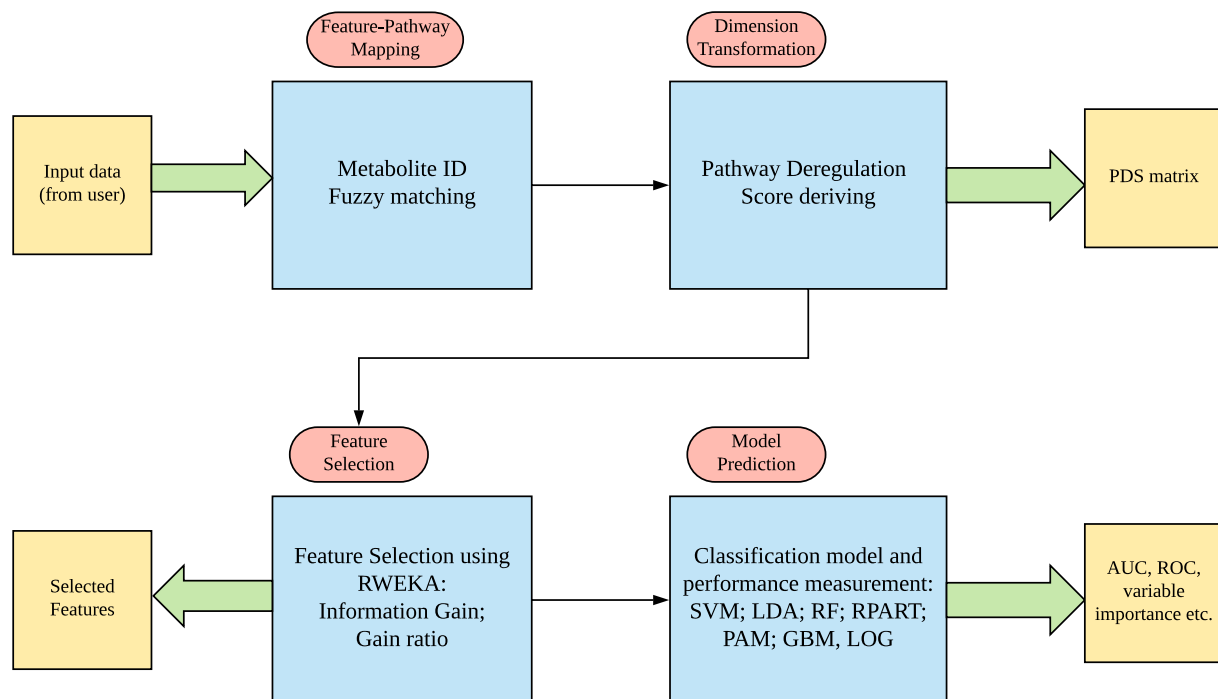 Feature-Pathway
Mapping
Dimension
Transformation
Input data
(from user)
Metabolite ID
Fuzzy matching
Pathway Deregulation
Score deriving
PDS matrix
Feature
Selection
Model
Prediction
Selected
Features
Feature Selection using
RWEKA:
Information Gain;
Gain ratio
Classification model and
performance measurement:
SVM; LDA; RF; RPART;
PAM; GBM, LOG
AUC, ROC,
variable
importance etc.